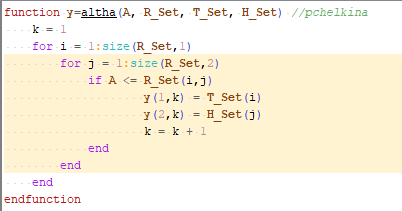 function y=altha(A, R_Set, T_Set, H_Set) //pchelkina
k = 1
for i = 1:size(R_Set,1)
for j = 1:size(R_Set,2)
if A <= R_Set(i,j)
y(1,k) = T_Set(i)
y(2,k) = H_Set(j)
k = k + 1
end
end
end
endfunction